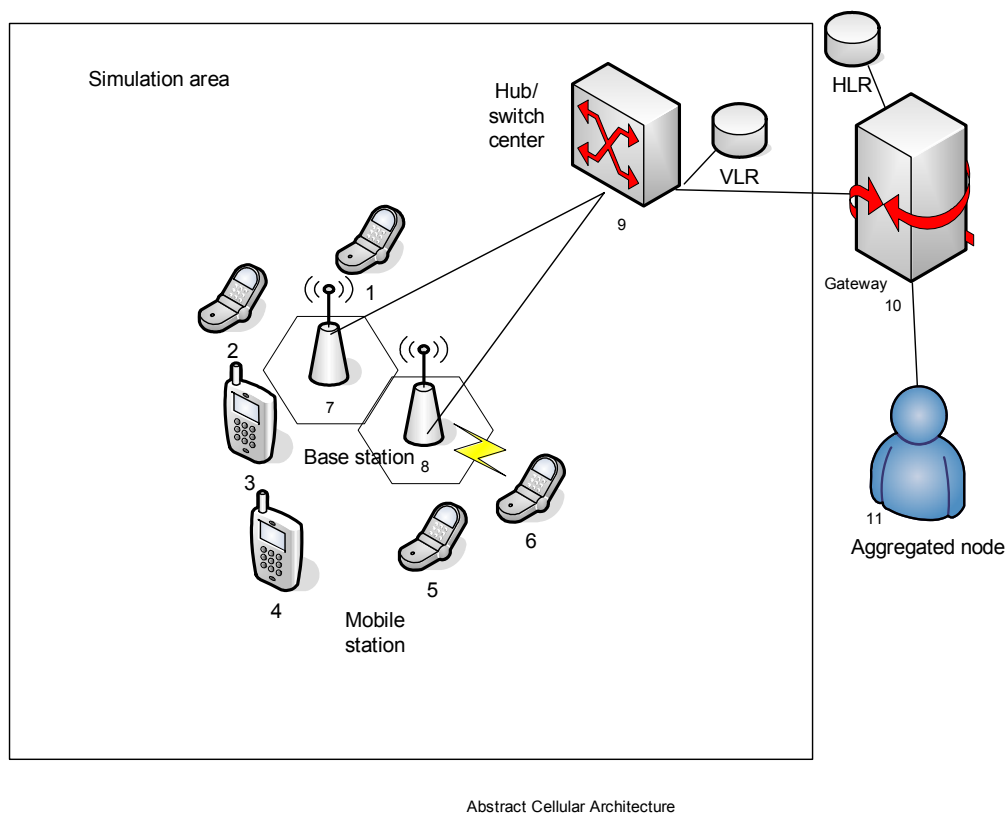 Simulation area
Hub/
switch
center
9
VLR
HLR
Gateway
10
1
2
7
Base station
8
3
4
5
6
Mobile
station
11
Aggregated node
Abstract Cellular Architecture